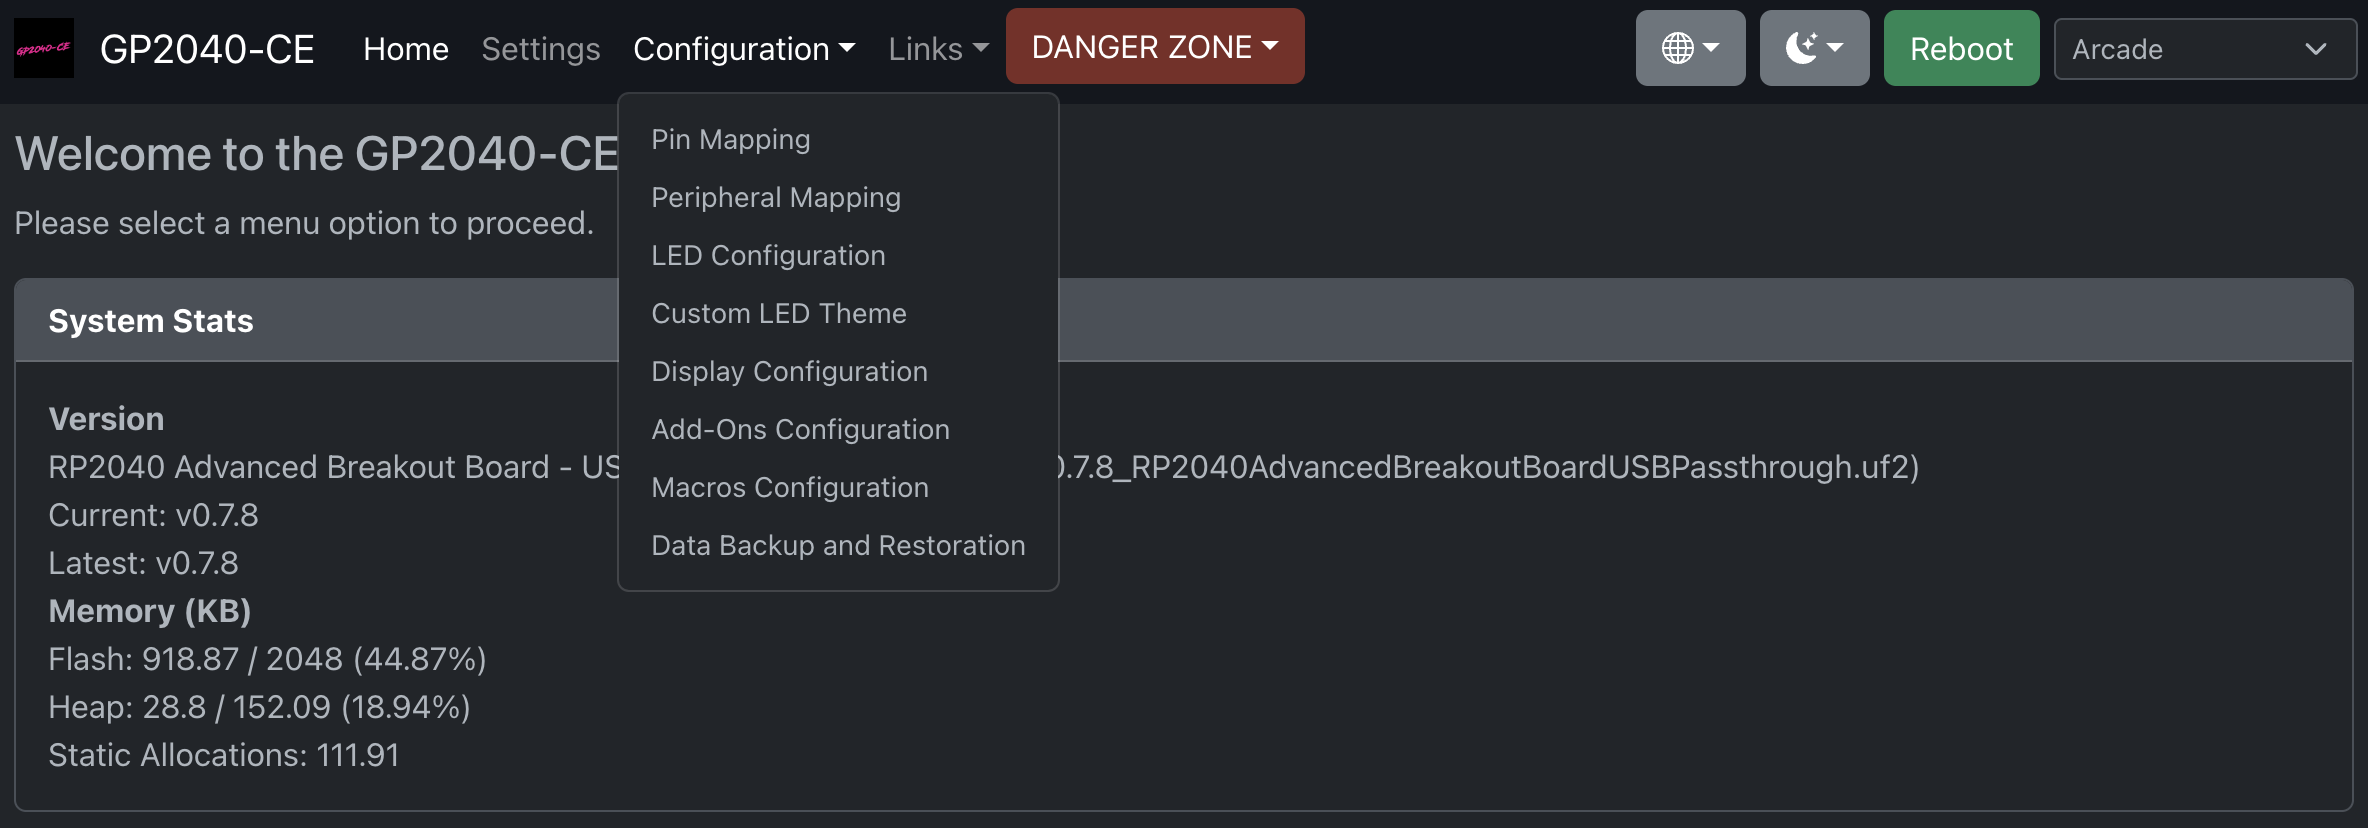 GP2040-CE
GP2040-CE Home Settings Configuration Links DANGER ZONE Reboot Arcade
Welcome to the GP2040-CE
Please select a menu option to proceed.
Pin Mapping
Peripheral Mapping
LED Configuration
Custom LED Theme
Display Configuration
Add-Ons Configuration
Macros Configuration
Data Backup and Restoration
System Stats
Version
RP2040 Advanced Breakout Board - US 0.7.8_RP2040AdvancedBreakoutBoardUSBPassthrough.uf2)
Current: v0.7.8
Latest: v0.7.8
Memory (KB)
Flash: 918.87 / 2048 (44.87%)
Heap: 28.8 / 152.09 (18.94%)
Static Allocations: 111.91